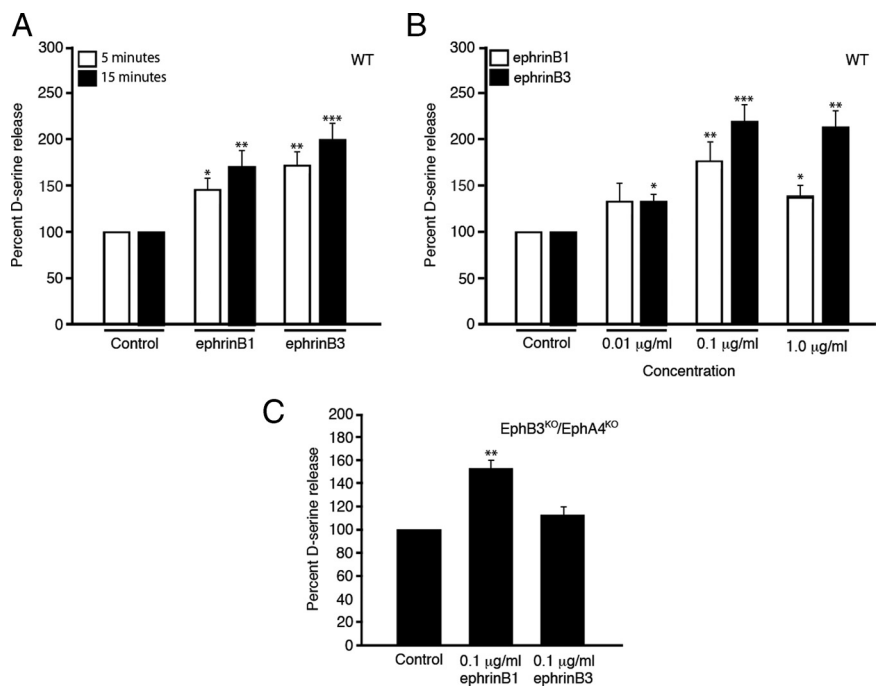 A
300
250
200
150
100
50
0
Percent D-serine release
5 minutes
15 minutes
WT
*
**
**
***
Control
ephrinB1
ephrinB3
B
300
250
200
150
100
50
0
Percent D-serine release
ephrinB1
ephrinB3
WT
*
**
***
*
**
Control
0.01 µg/ml
0.1 µg/ml
1.0 µg/ml
Concentration
C
200
180
160
140
120
100
80
60
40
20
0
Percent D-serine release
EphB3ᴷᴼ/EphA4ᴷᴼ
**
Control
0.1 µg/ml
ephrinB1
0.1 µg/ml
ephrinB3